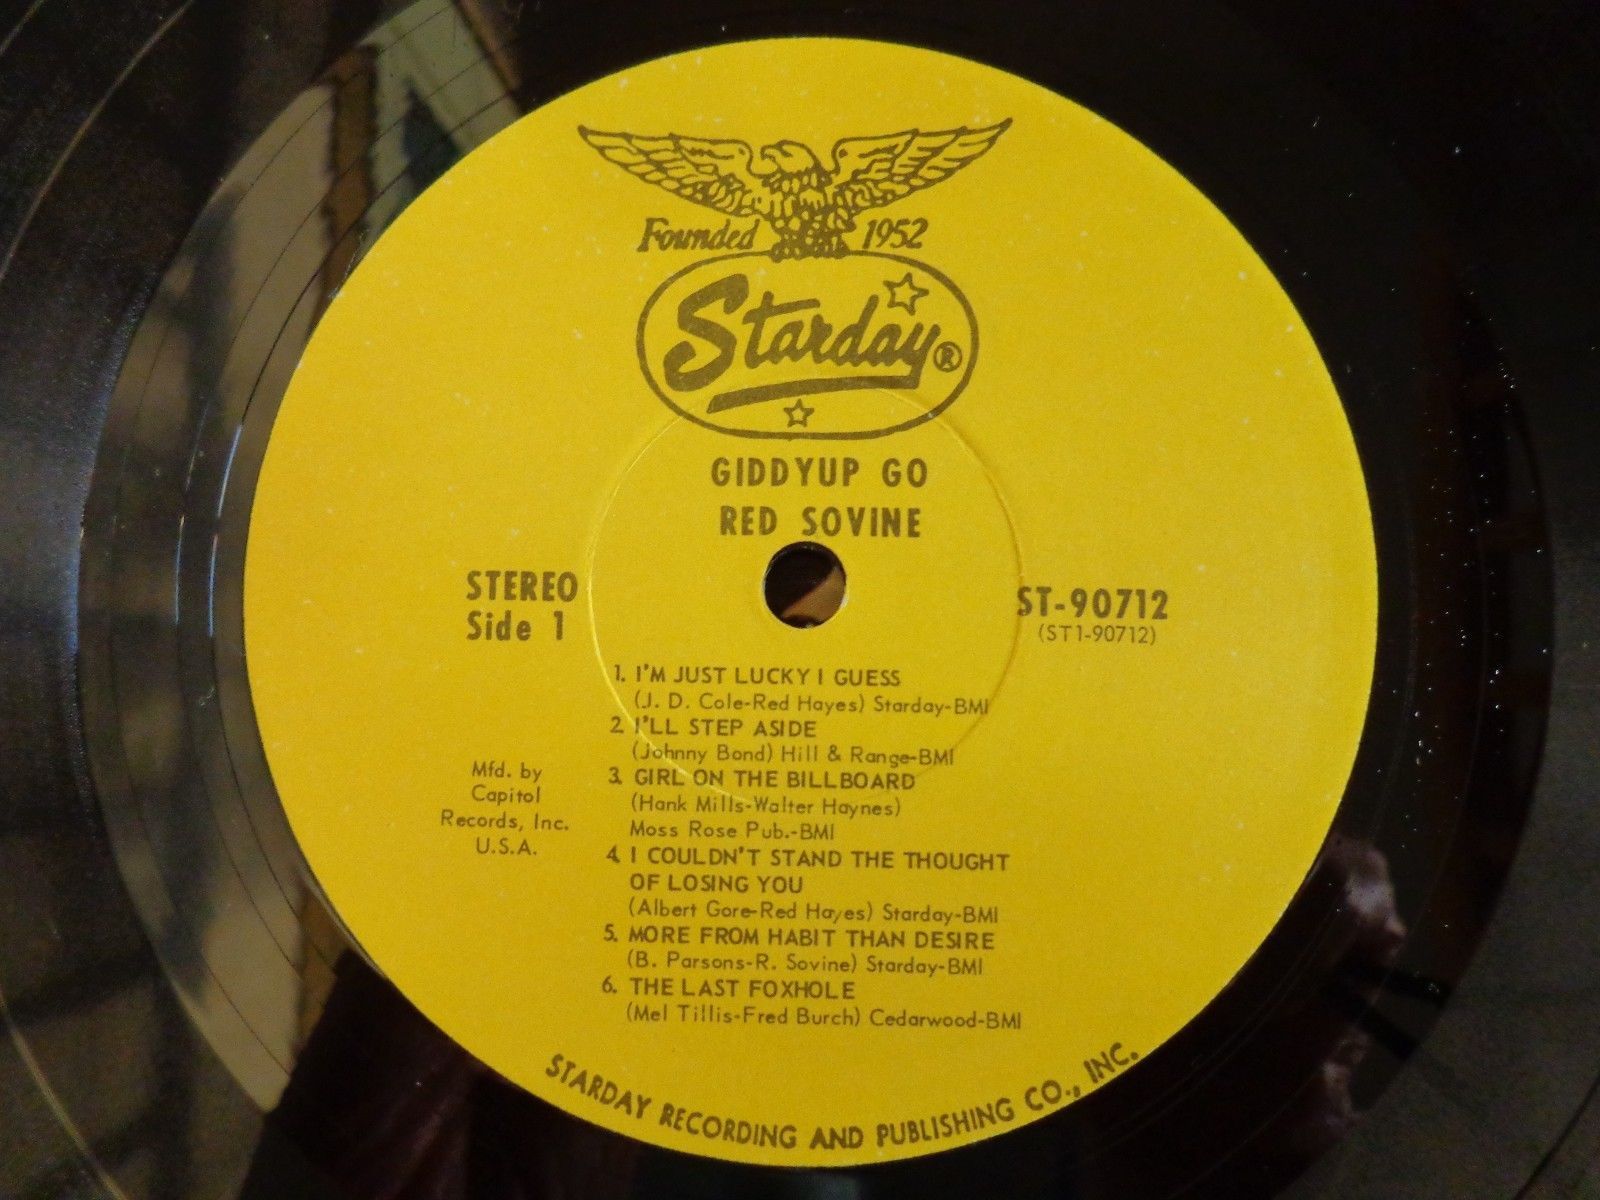 Founded 1952
Starday®
GIDDYUP GO
RED SOVINE
STEREO
Side 1
ST-90712
(ST1-90712)
1. I'M JUST LUCKY I GUESS
(J. D. Cole-Red Hayes) Starday-BMI
2. I'LL STEP ASIDE
(Johnny Bond) Hill & Range-BMI
3. GIRL ON THE BILLBOARD
(Hank Mills-Walter Haynes)
Moss Rose Pub.-BMI
4. I COULDN'T STAND THE THOUGHT
OF LOSING YOU
(Albert Gore-Red Hayes) Starday-BMI
5. MORE FROM HABIT THAN DESIRE
(B. Parsons-R. Sovine) Starday-BMI
6. THE LAST FOXHOLE
(Mel Tillis-Fred Burch) Cedarwood-BMI
Mfd. by
Capitol
Records, Inc.
U.S.A.
STARDAY RECORDING AND PUBLISHING CO., INC.